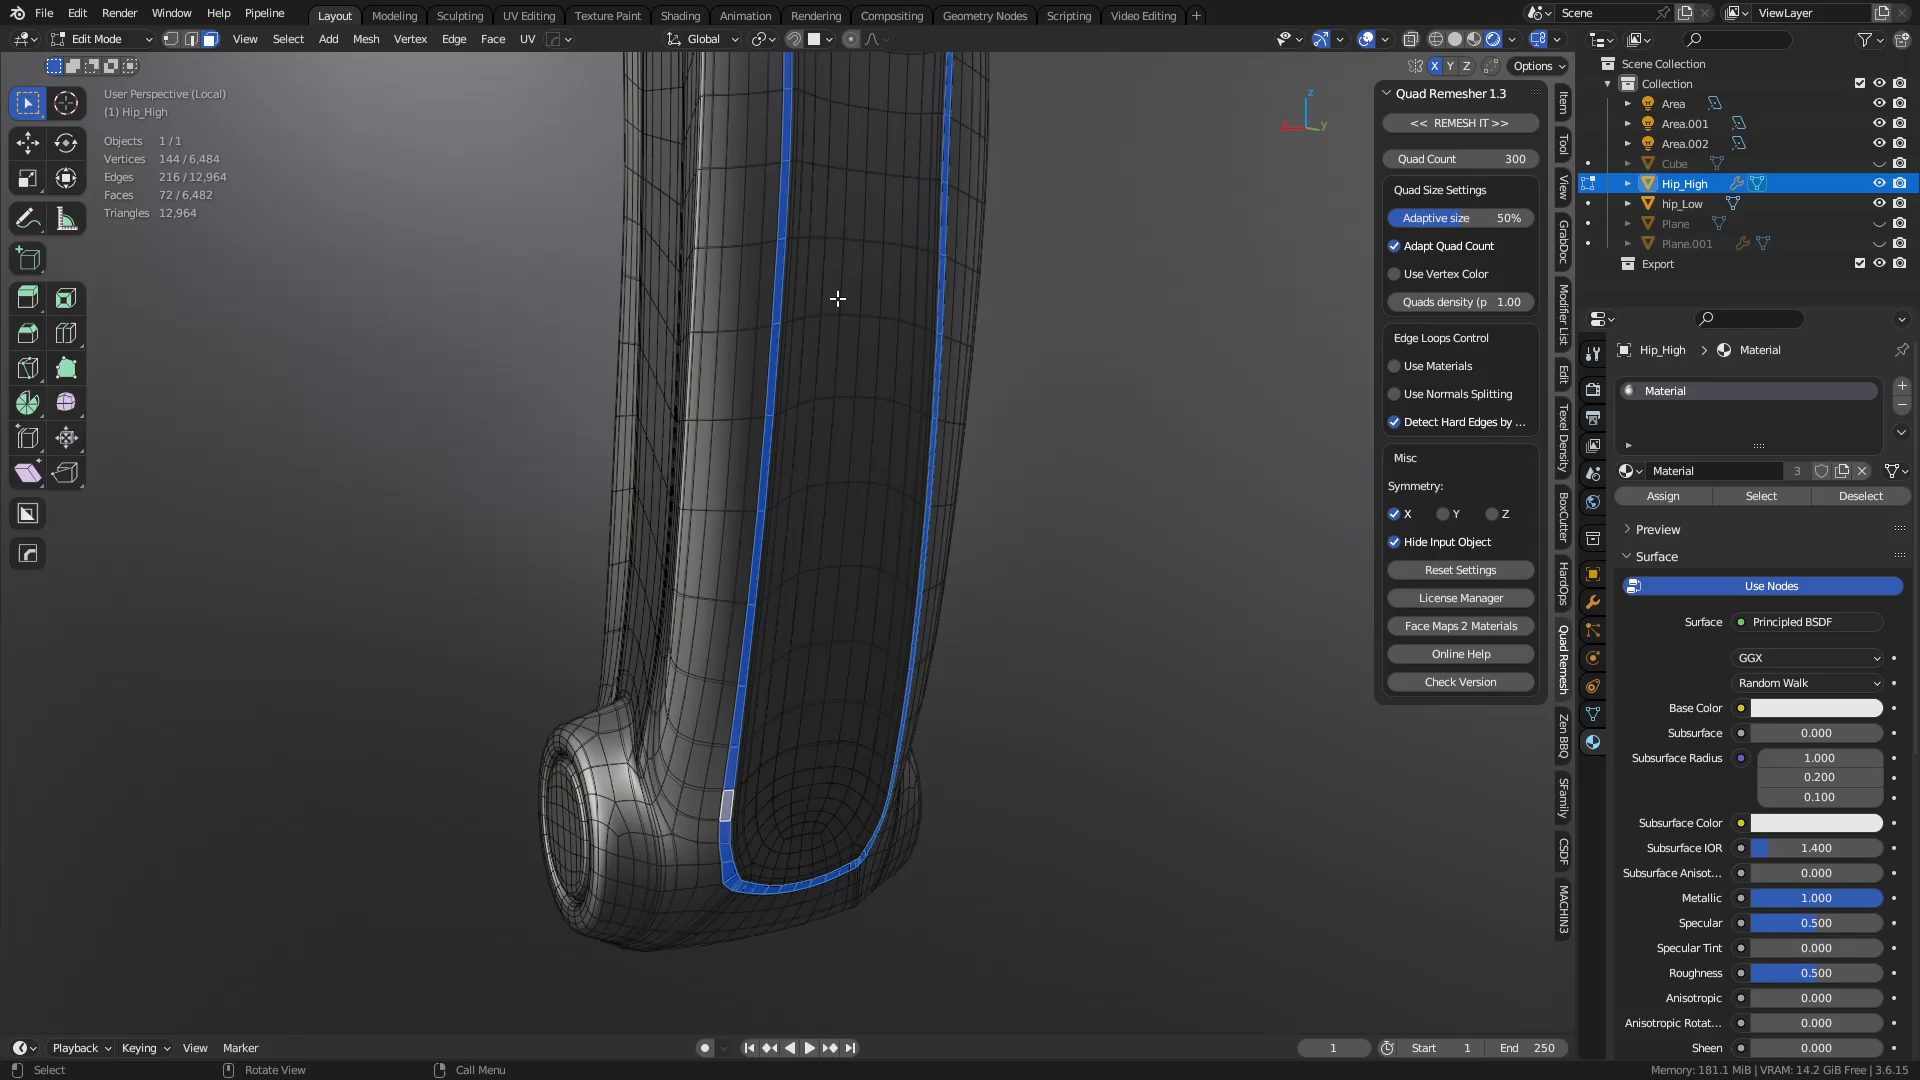 File Edit Render Window Help Pipeline Layout Modeling Sculpting UV Editing Texture Paint Shading Animation Rendering Compositing Geometry Nodes Scripting Video Editing + Scene ViewLayer
Edit Mode View Select Add Mesh Vertex Edge Face UV Global
X Y Z Options
User Perspective (Local)
(1) Hip_High
Objects 1 / 1
Vertices 144 / 6,484
Edges 216 / 12,964
Faces 72 / 6,482
Triangles 12,964
Z
X
Y
Quad Remesher 1.3
<< REMESH IT >>
Quad Count 300
Quad Size Settings
Adaptive size 50%
Adapt Quad Count
Use Vertex Color
Quads density (p 1.00
Edge Loops Control
Use Materials
Use Normals Splitting
Detect Hard Edges by ...
Misc
Symmetry:
X Y Z
Hide Input Object
Reset Settings
License Manager
Face Maps 2 Materials
Online Help
Check Version
Item
Tool
View
GrabDoc
Modifier List
Edit
Texel Density
BoxCutter
HardOps
Quad Remesh
Zen BBQ
SFamily
CSDF
MACHIN3
Scene Collection
Collection
Area
Area.001
Area.002
Cube
Hip_High
hip_Low
Plane
Plane.001
Export
Hip_High > Material
Material
Material 3
Assign Select Deselect
Preview
Surface
Use Nodes
Surface Principled BSDF
GGX
Random Walk
Base Color
Subsurface 0.000
Subsurface Radius 1.000
0.200
0.100
Subsurface Color
Subsurface IOR 1.400
Subsurface Anisot... 0.000
Metallic 1.000
Specular 0.500
Specular Tint 0.000
Roughness 0.500
Anisotropic 0.000
Anisotropic Rotat... 0.000
Sheen 0.000
Playback Keying View Marker 1 Start 1 End 250
Select Rotate View Call Menu Memory: 181.1 MiB | VRAM: 14.2 GiB Free | 3.6.15